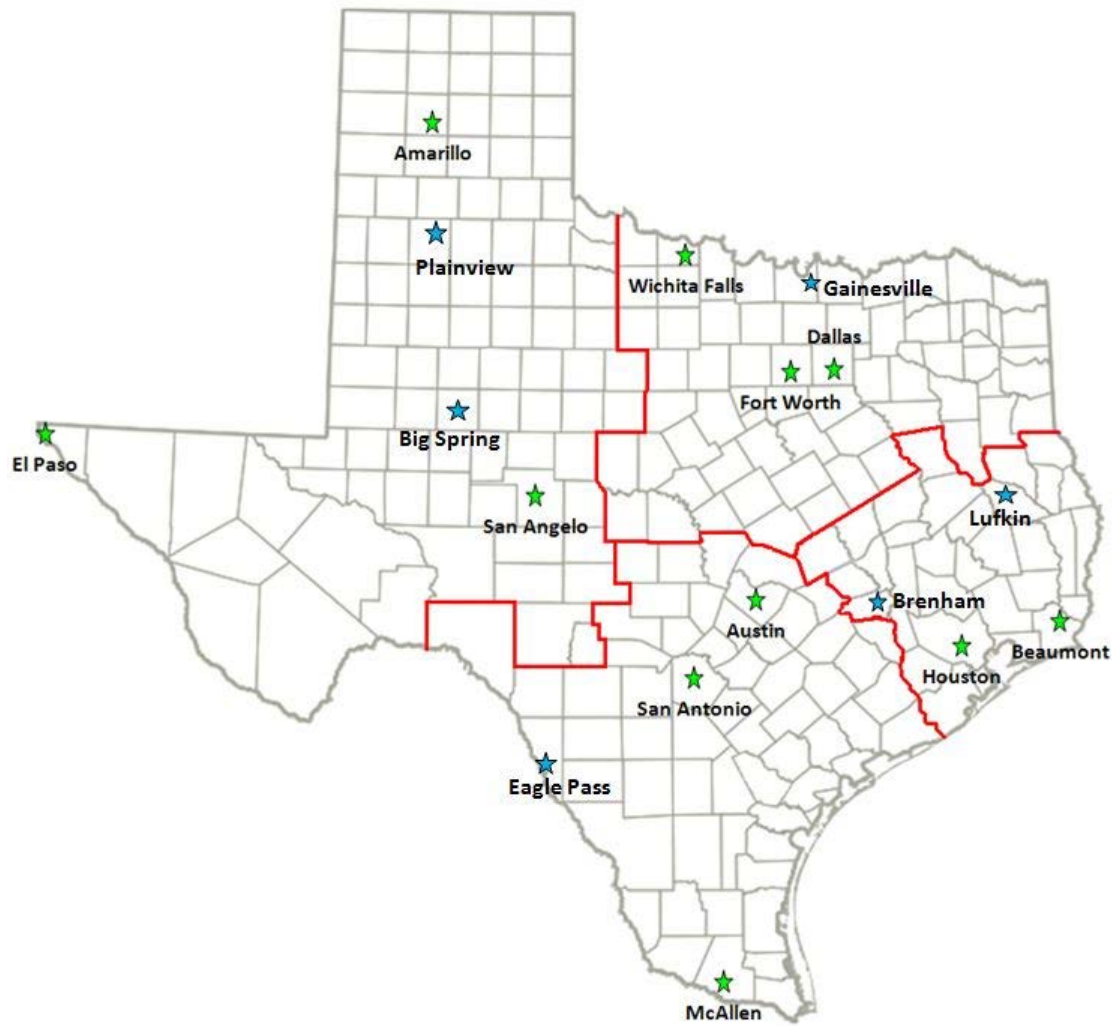 Amarillo
Plainview
Wichita Falls
Gainesville
Dallas
Fort Worth
Big Spring
El Paso
San Angelo
Lufkin
Brenham
Austin
Beaumont
Houston
San Antonio
Eagle Pass
McAllen